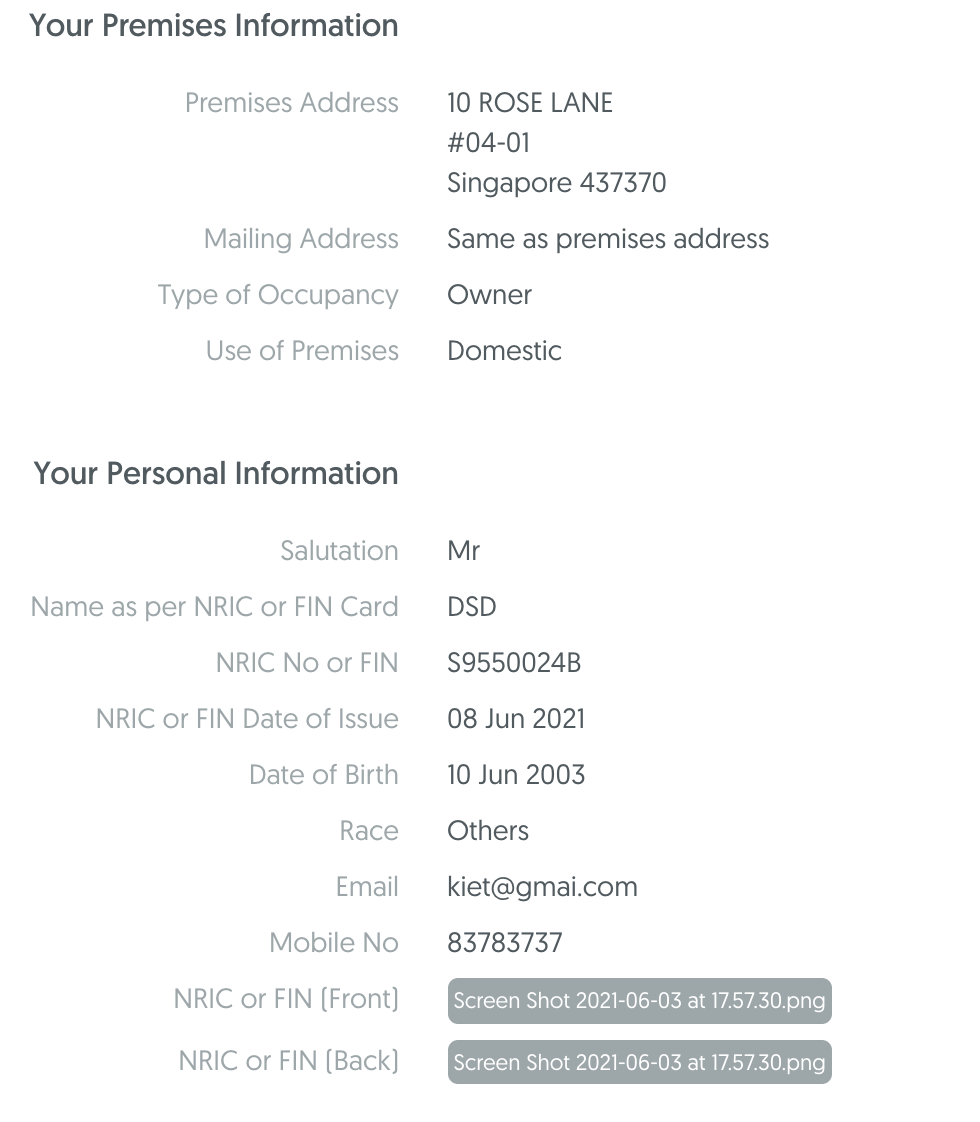 Your Premises Information
Premises Address 10 ROSE LANE
#04-01
Singapore 437370
Mailing Address Same as premises address
Type of Occupancy Owner
Use of Premises Domestic
Your Personal Information
Salutation Mr
Name as per NRIC or FIN Card DSD
NRIC No or FIN S9550024B
NRIC or FIN Date of Issue 08 Jun 2021
Date of Birth 10 Jun 2003
Race Others
Email kiet@gmai.com
Mobile No 83783737
NRIC or FIN (Front) Screen Shot 2021-06-03 at 17.57.30.png
NRIC or FIN (Back) Screen Shot 2021-06-03 at 17.57.30.png